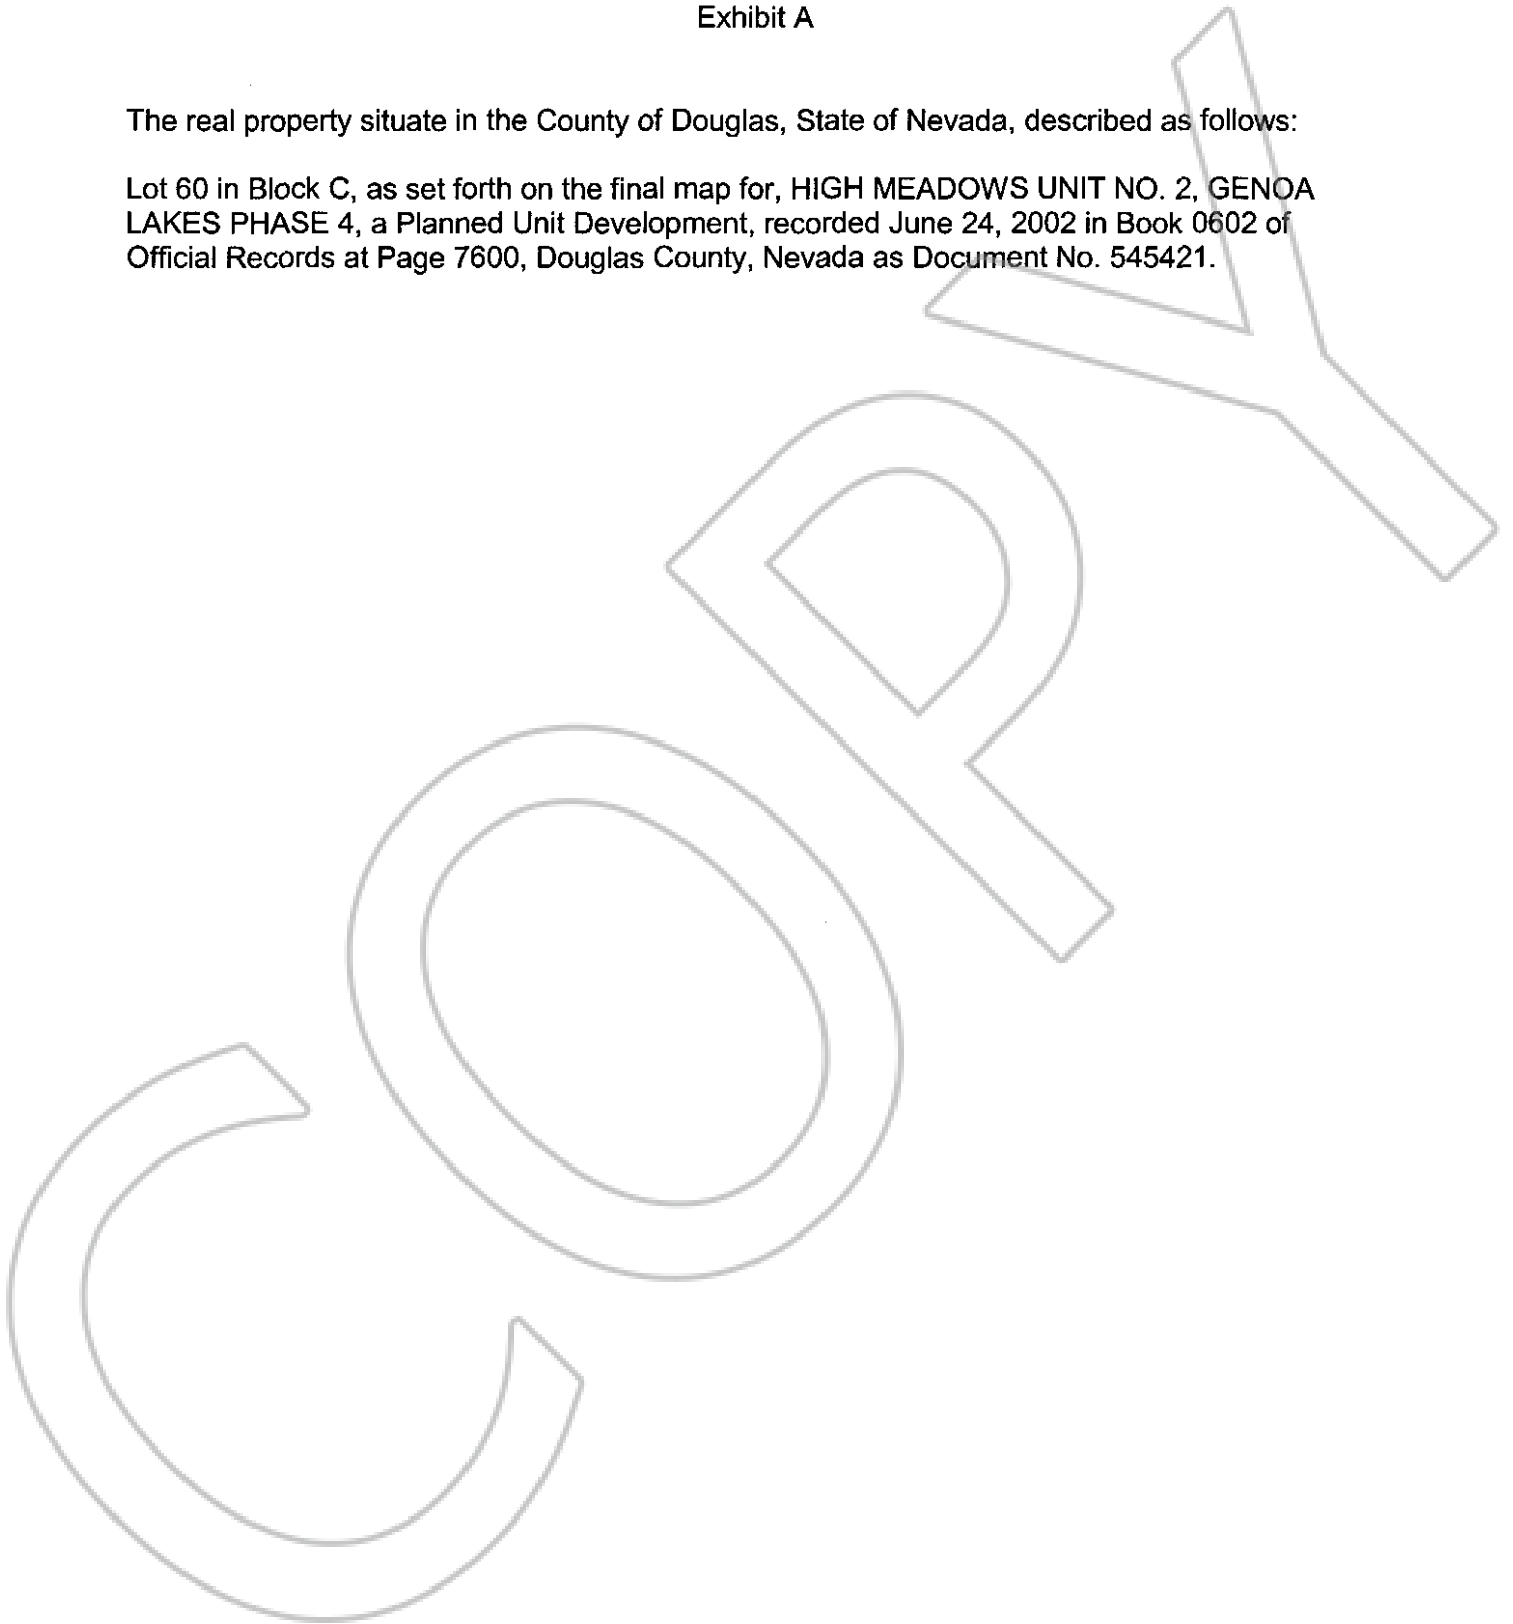 Exhibit A
The real property situate in the County of Douglas, State of Nevada, described as follows:
Lot 60 in Block C, as set forth on the final map for, HIGH MEADOWS UNIT NO. 2, GENOA
LAKES PHASE 4, a Planned Unit Development, recorded June 24, 2002 in Book 0602 of
Official Records at Page 7600, Douglas County, Nevada as Document No. 545421.
COPY